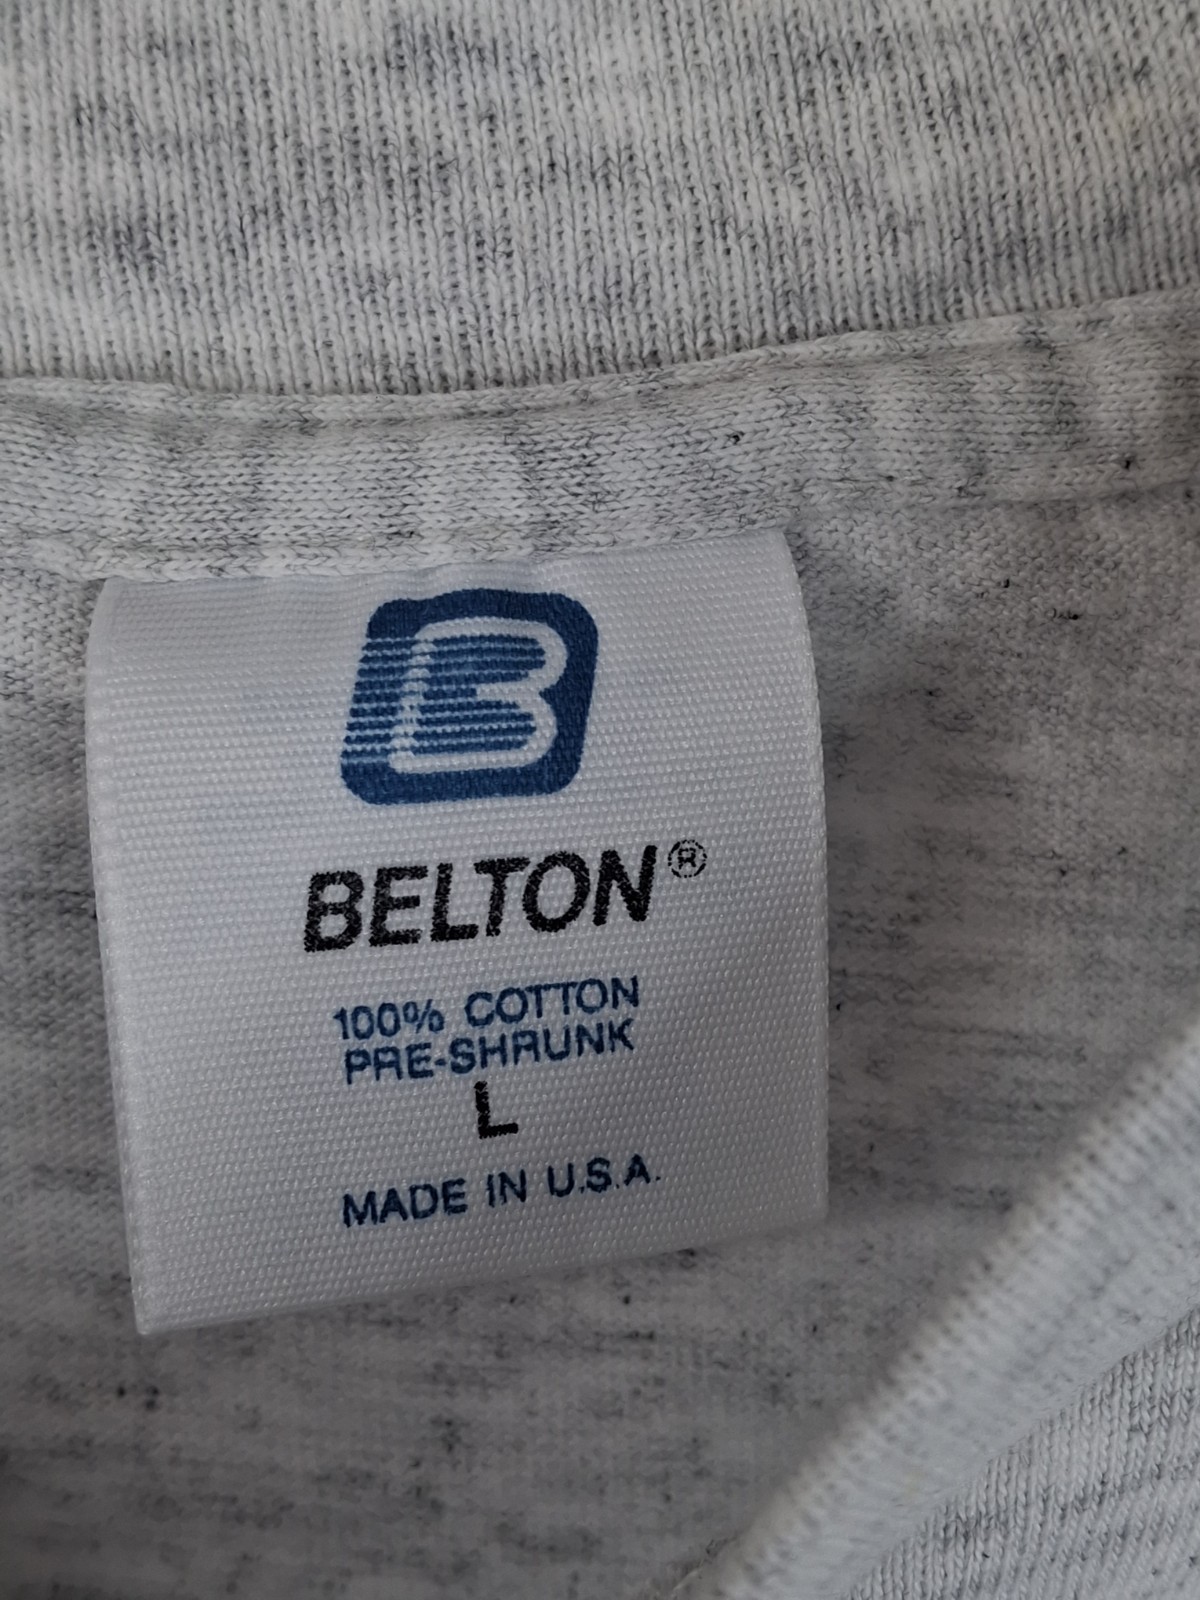 B
BELTON®
100% COTTON
PRE-SHRUNK
L
MADE IN U.S.A.